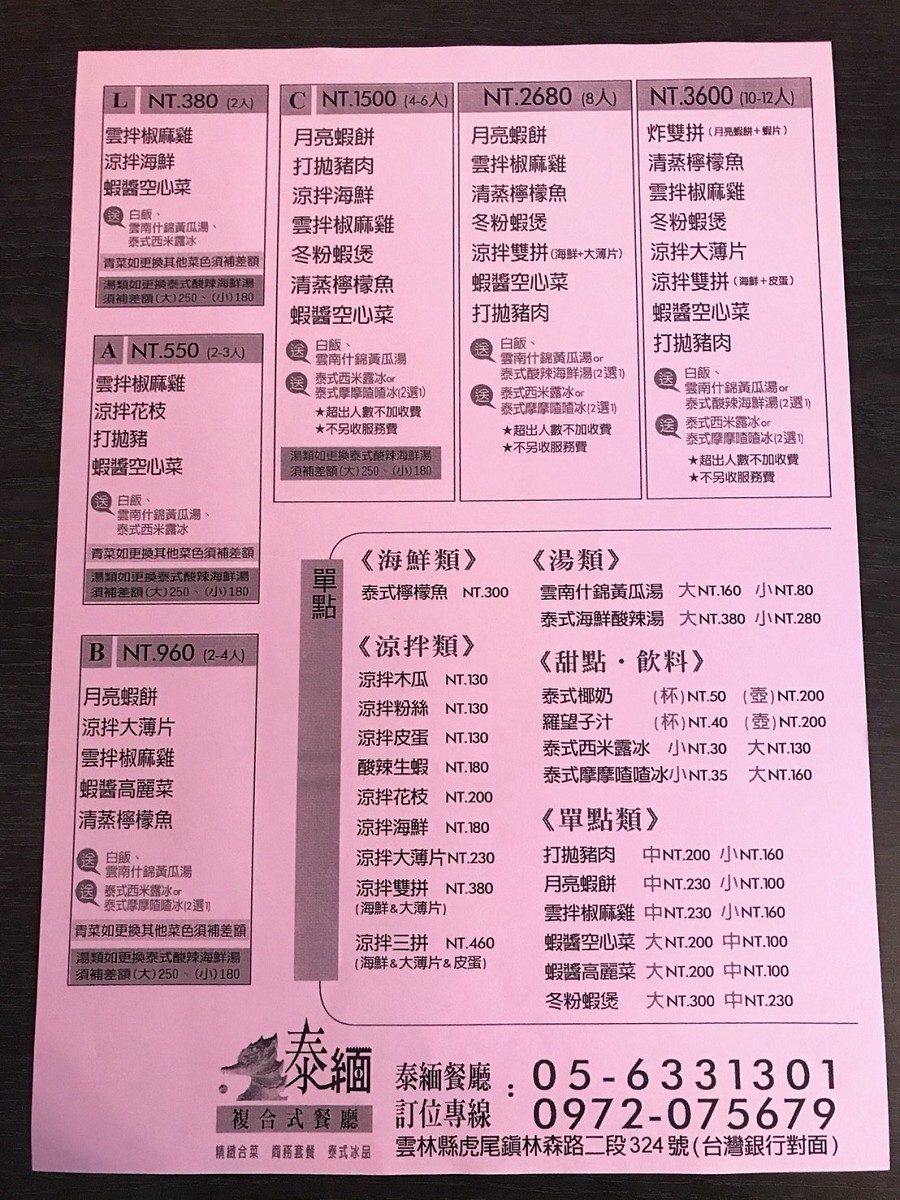 L NT.380 (2人)
雲拌椒麻雞
涼拌海鮮
蝦醬空心菜
送 白飯、
雲南什錦黃瓜湯、
泰式西米露冰
青菜如更換其他菜色須補差額
湯類如更換泰式酸辣海鮮湯
須補差額(大)250、(小)180
A NT.550 (2-3人)
雲拌椒麻雞
涼拌花枝
打拋豬
蝦醬空心菜
送 白飯、
雲南什錦黃瓜湯、
泰式西米露冰
青菜如更換其他菜色須補差額
湯類如更換泰式酸辣海鮮湯
須補差額(大)250、(小)180
B NT.960 (2-4人)
月亮蝦餅
涼拌大薄片
雲拌椒麻雞
蝦醬高麗菜
清蒸檸檬魚
送 白飯、
雲南什錦黃瓜湯
送 泰式西米露冰or
泰式摩摩喳喳冰(2選1)
青菜如更換其他菜色須補差額
湯類如更換泰式酸辣海鮮湯
須補差額(大)250、(小)180
C NT.1500 (4-6人)
月亮蝦餅
打拋豬肉
涼拌海鮮
雲拌椒麻雞
冬粉蝦煲
清蒸檸檬魚
蝦醬空心菜
送 白飯、
雲南什錦黃瓜湯
送 泰式西米露冰or
泰式摩摩喳喳冰(2選1)
★超出人數不加收費
★不另收服務費
湯類如更換泰式酸辣海鮮湯
須補差額(大)250、(小)180
NT.2680 (8人)
月亮蝦餅
雲拌椒麻雞
清蒸檸檬魚
冬粉蝦煲
涼拌雙拼(海鮮+大薄片)
蝦醬空心菜
打拋豬肉
送 白飯、
雲南什錦黃瓜湯or
泰式酸辣海鮮湯(2選1)
送 泰式西米露冰or
泰式摩摩喳喳冰(2選1)
★超出人數不加收費
★不另收服務費
NT.3600 (10-12人)
炸雙拼(月亮蝦餅+蝦片)
清蒸檸檬魚
雲拌椒麻雞
冬粉蝦煲
涼拌大薄片
涼拌雙拼(海鮮+皮蛋)
蝦醬空心菜
打拋豬肉
送 白飯、
雲南什錦黃瓜湯or
泰式酸辣海鮮湯(2選1)
送 泰式西米露冰or
泰式摩摩喳喳冰(2選1)
★超出人數不加收費
★不另收服務費
單點
《海鮮類》
泰式檸檬魚 NT.300
《涼拌類》
涼拌木瓜 NT.130
涼拌粉絲 NT.130
涼拌皮蛋 NT.130
酸辣生蝦 NT.180
涼拌花枝 NT.200
涼拌海鮮 NT.180
涼拌大薄片NT.230
涼拌雙拼 NT.380
(海鮮&大薄片)
涼拌三拼 NT.460
(海鮮&大薄片&皮蛋)
《湯類》
雲南什錦黃瓜湯 大NT.160 小NT.80
泰式海鮮酸辣湯 大NT.380 小NT.280
《甜點・飲料》
泰式椰奶 (杯)NT.50 (壺)NT.200
羅望子汁 (杯)NT.40 (壺)NT.200
泰式西米露冰 小NT.30 大NT.130
泰式摩摩喳喳冰小NT.35 大NT.160
《單點類》
打拋豬肉 中NT.200 小NT.160
月亮蝦餅 中NT.230 小NT.100
雲拌椒麻雞 中NT.230 小NT.160
蝦醬空心菜 大NT.200 中NT.100
蝦醬高麗菜 大NT.200 中NT.100
冬粉蝦煲 大NT.300 中NT.230
泰緬
複合式餐廳
精緻合菜 商務套餐 泰式冰品
泰緬餐廳
訂位專線
: 05-6331301
0972-075679
雲林縣虎尾鎮林森路二段324號(台灣銀行對面)